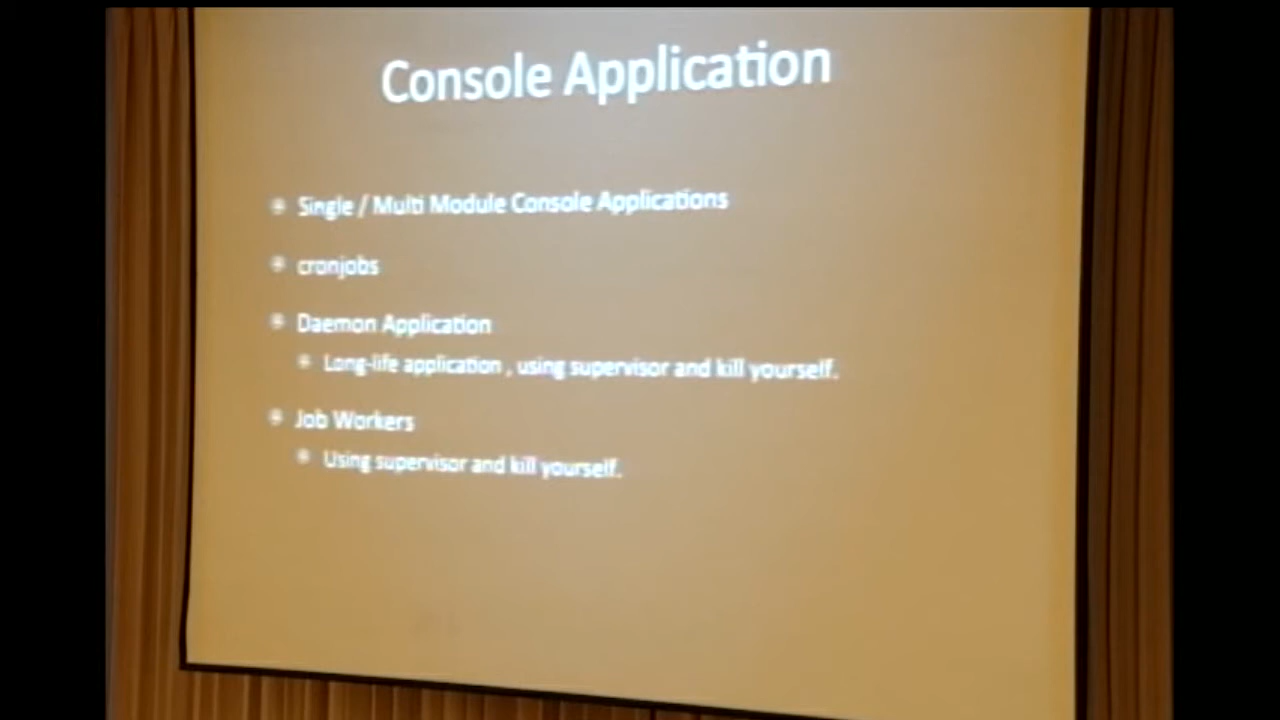 Console Application
Single / Multi Module Console Applications
cronjobs
Daemon Application
Long-life application , using supervisor and kill yourself.
Job Workers
Using supervisor and kill yourself.